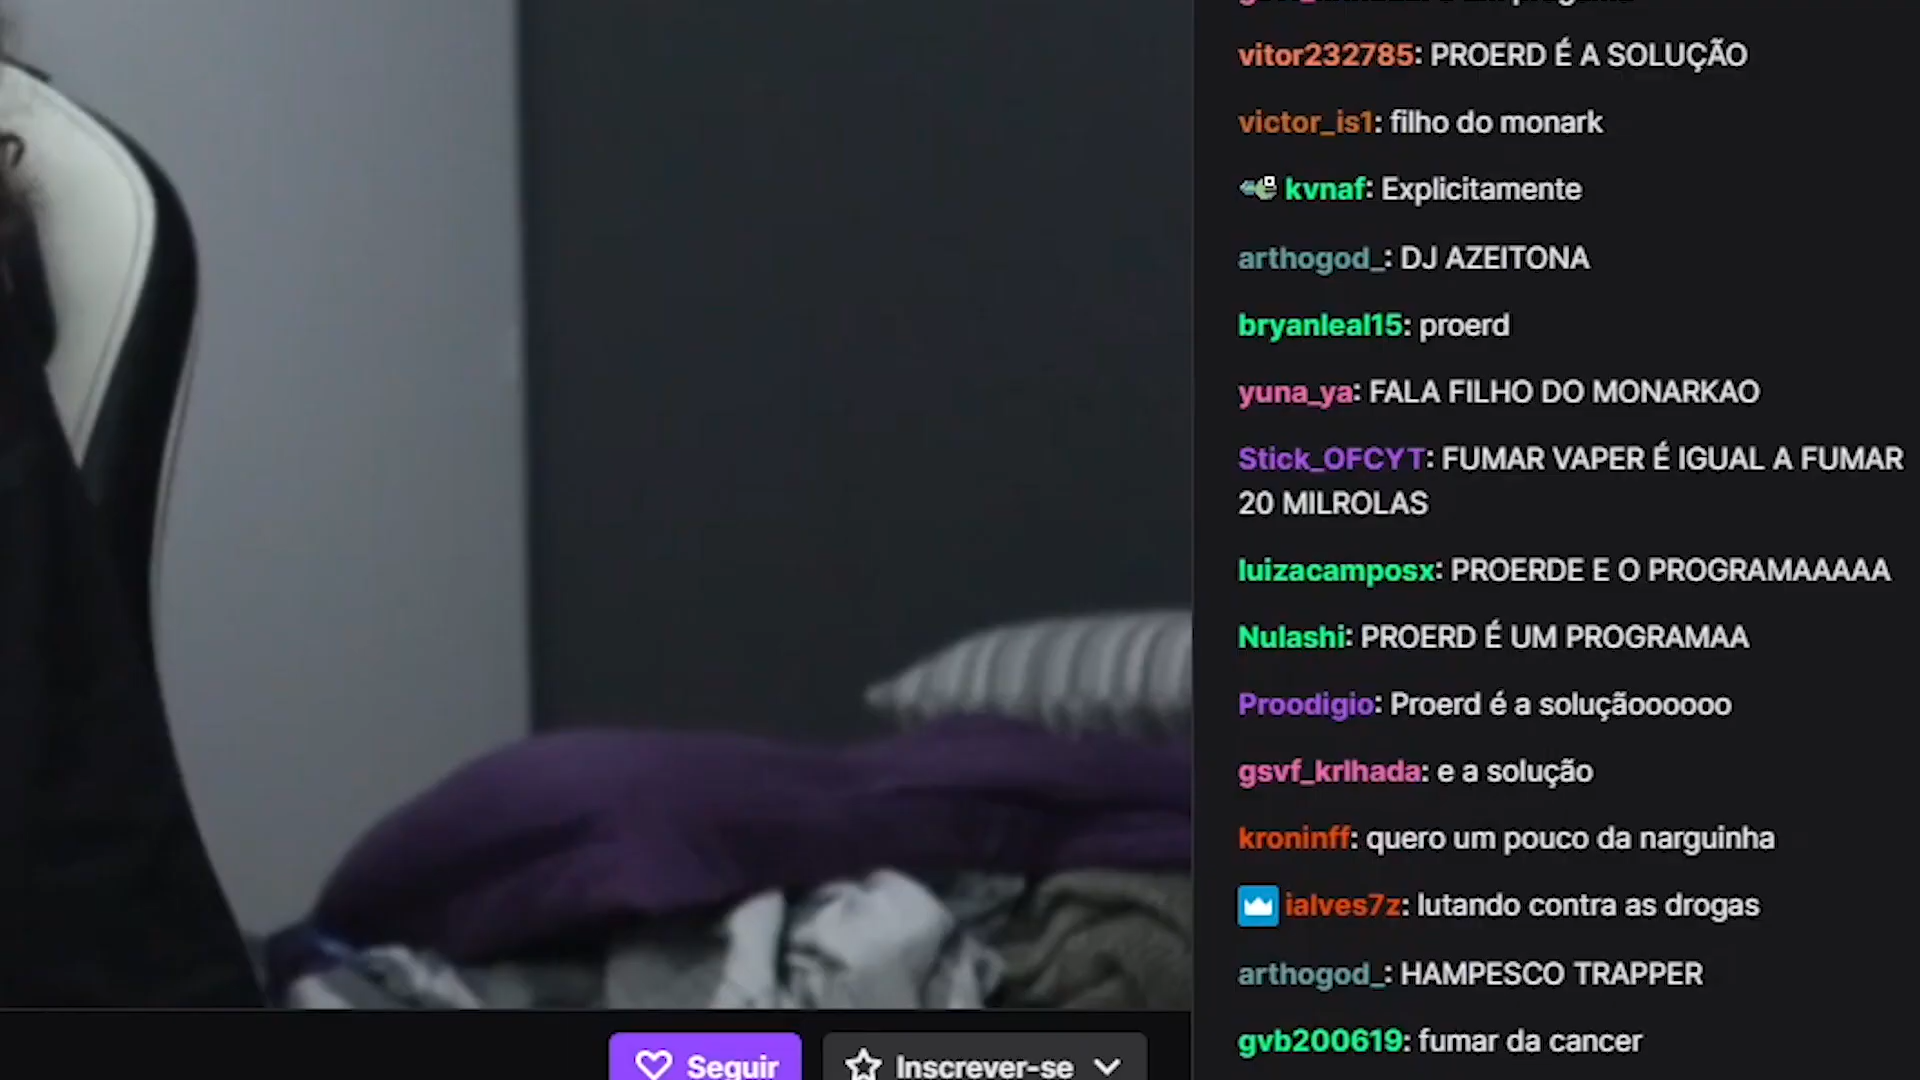 vitor232785: PROERD É A SOLUÇÃO
victor_is1: filho do monark
kvnaf: Explicitamente
arthogod_: DJ AZEITONA
bryanleal15: proerd
yuna_ya: FALA FILHO DO MONARKAO
Stick_OFCYT: FUMAR VAPER É IGUAL A FUMAR
20 MILROLAS
luizacamposx: PROERDE E O PROGRAMAAAAA
Nulashi: PROERD É UM PROGRAMAA
Proodigio: Proerd é a soluçãoooooo
gsvf_krlhada: e a solução
kroninff: quero um pouco da narguinha
ialves7z: lutando contra as drogas
arthogod_: HAMPESCO TRAPPER
gvb200619: fumar da cancer
Seguir
Inscrever-se